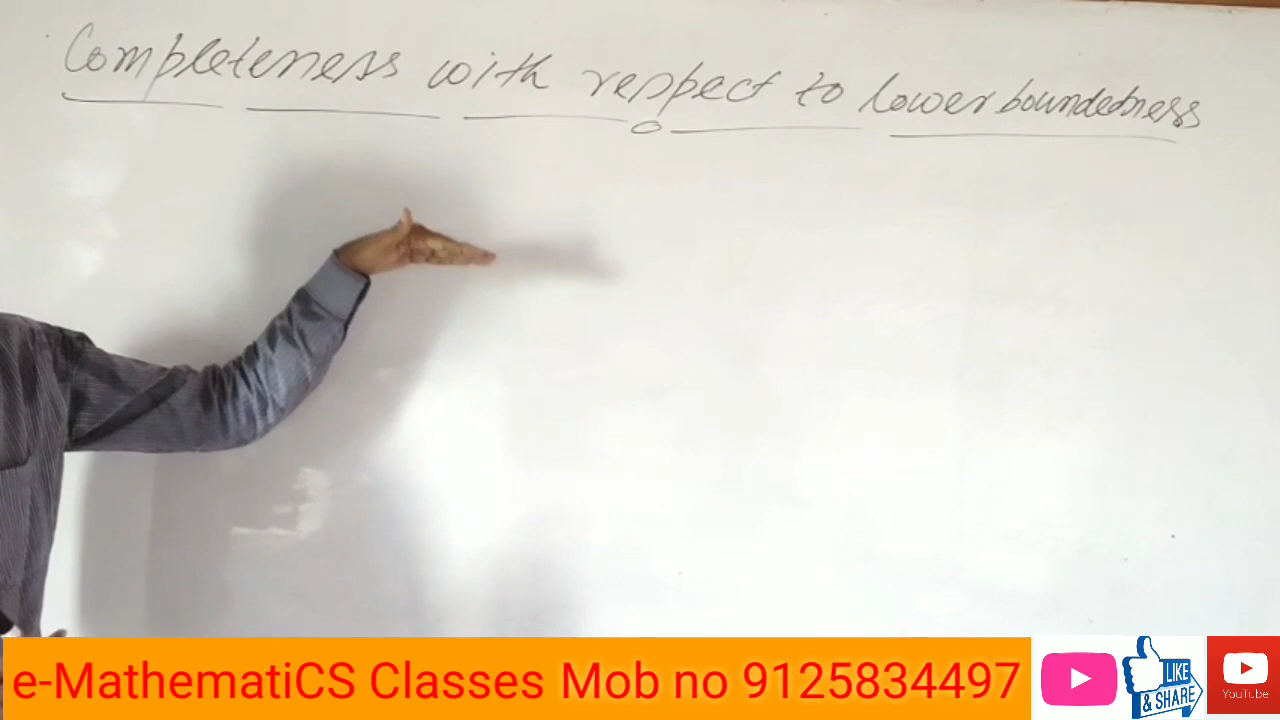 Completeness with respect to lower boundedness
e-MathematiCS Classes Mob no 9125834497
LIKE
& SHARE
YouTube